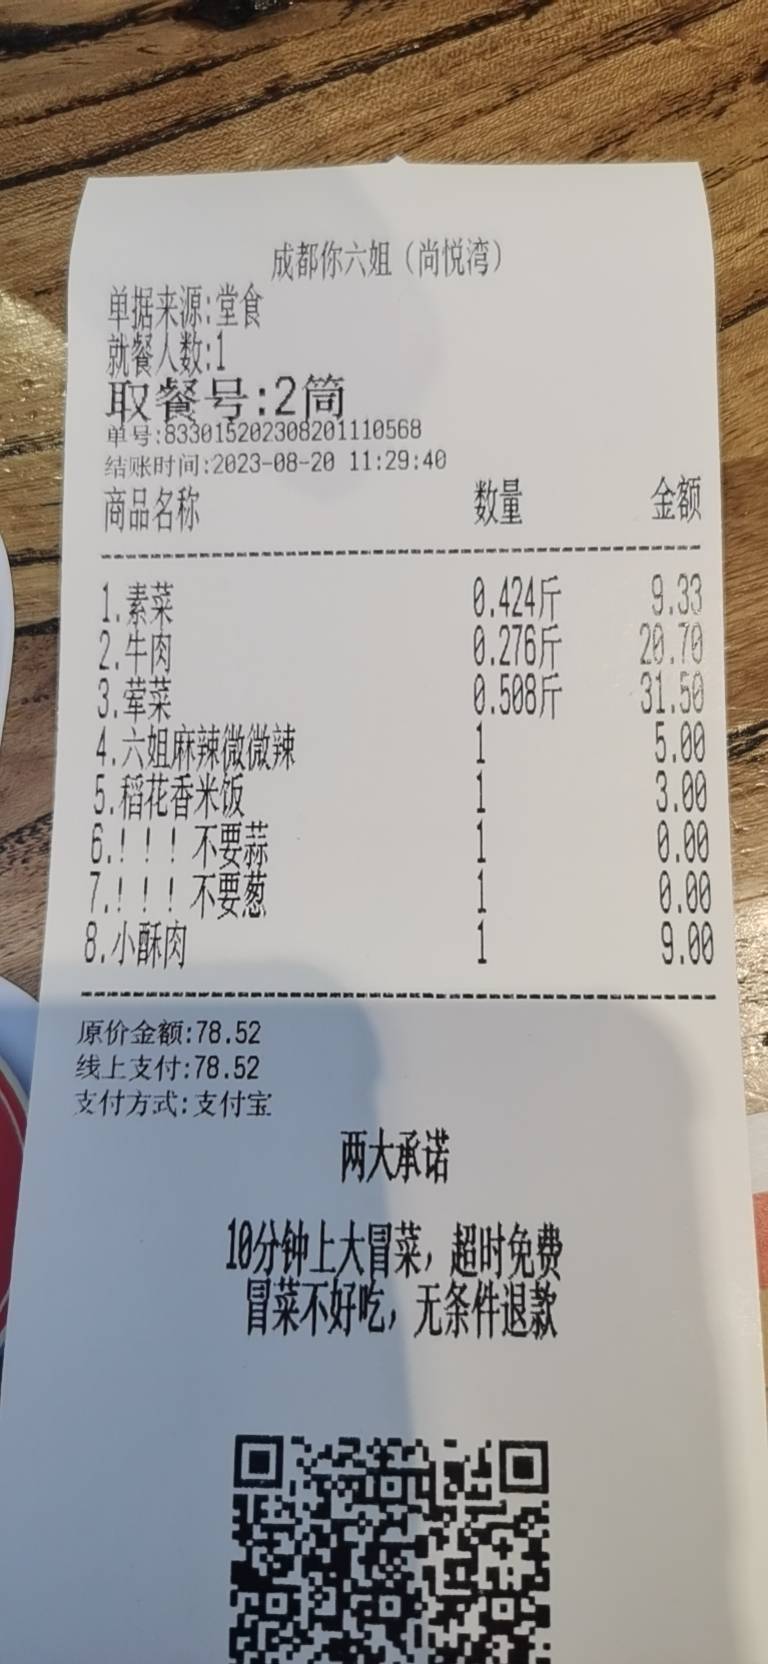 成都你六姐（尚悦湾）
单据来源:堂食
就餐人数:1
取餐号:2筒
单号:833015202308201110568
结账时间:2023-08-20 11:29:40
商品名称 数量 金额
1.素菜 0.424斤 9.33
2.牛肉 0.276斤 20.70
3.荤菜 0.508斤 31.50
4.六姐麻辣微微辣 1 5.00
5.稻花香米饭 1 3.00
6.！！！不要蒜 1 0.00
7.！！！不要葱 1 0.00
8.小酥肉 1 9.00
原价金额:78.52
线上支付:78.52
支付方式:支付宝
两大承诺
10分钟上大冒菜，超时免费
冒菜不好吃，无条件退款